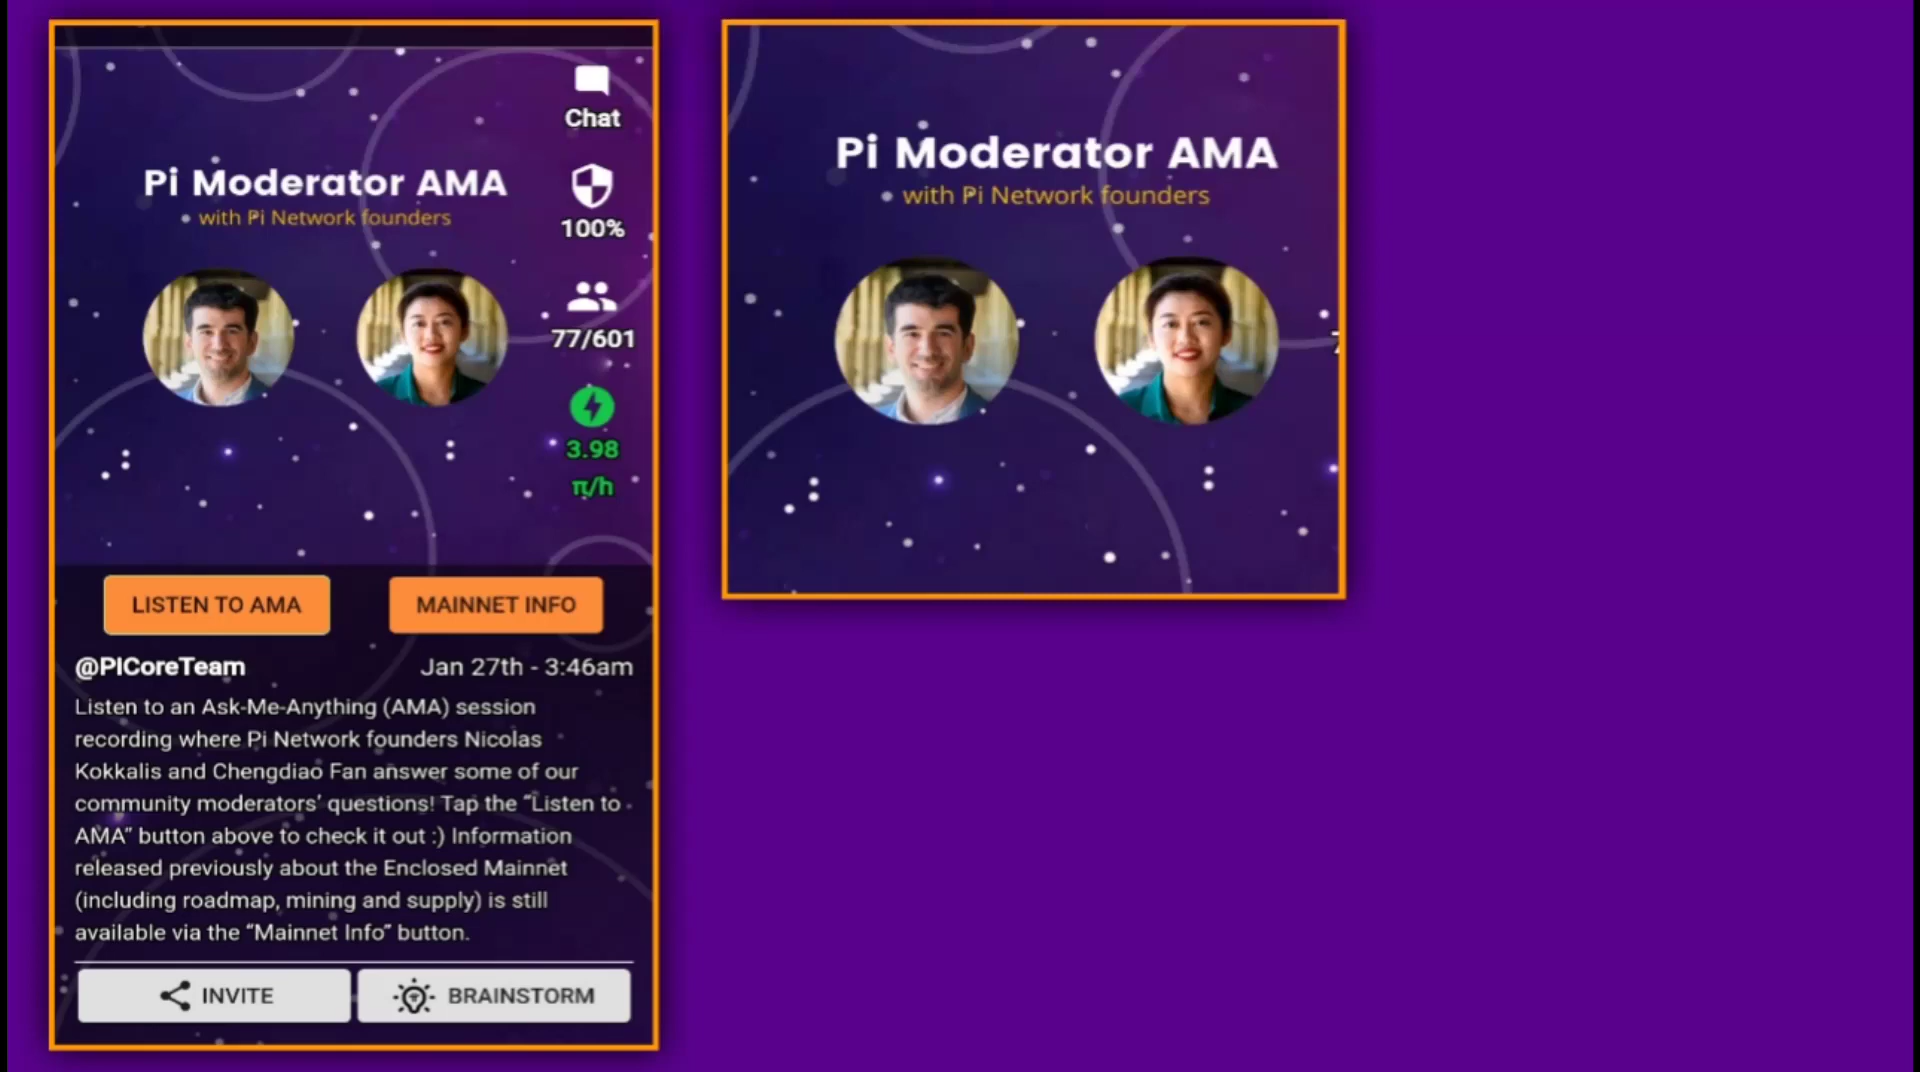 Chat
Pi Moderator AMA
with Pi Network founders
100%
77/601
3.98
π/h
LISTEN TO AMA
MAINNET INFO
@PiCoreTeam
Jan 27th - 3:46am
Listen to an Ask-Me-Anything (AMA) session
recording where Pi Network founders Nicolas
Kokkalis and Chengdiao Fan answer some of our
community moderators’ questions! Tap the “Listen to
AMA” button above to check it out :) Information
released previously about the Enclosed Mainnet
(including roadmap, mining and supply) is still
available via the “Mainnet Info” button.
INVITE
BRAINSTORM
Pi Moderator AMA
with Pi Network founders